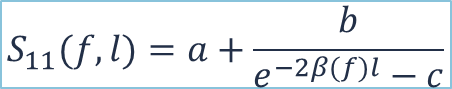 S₁₁(f, l) = a + b / (e^{−2β(f)l} − c)